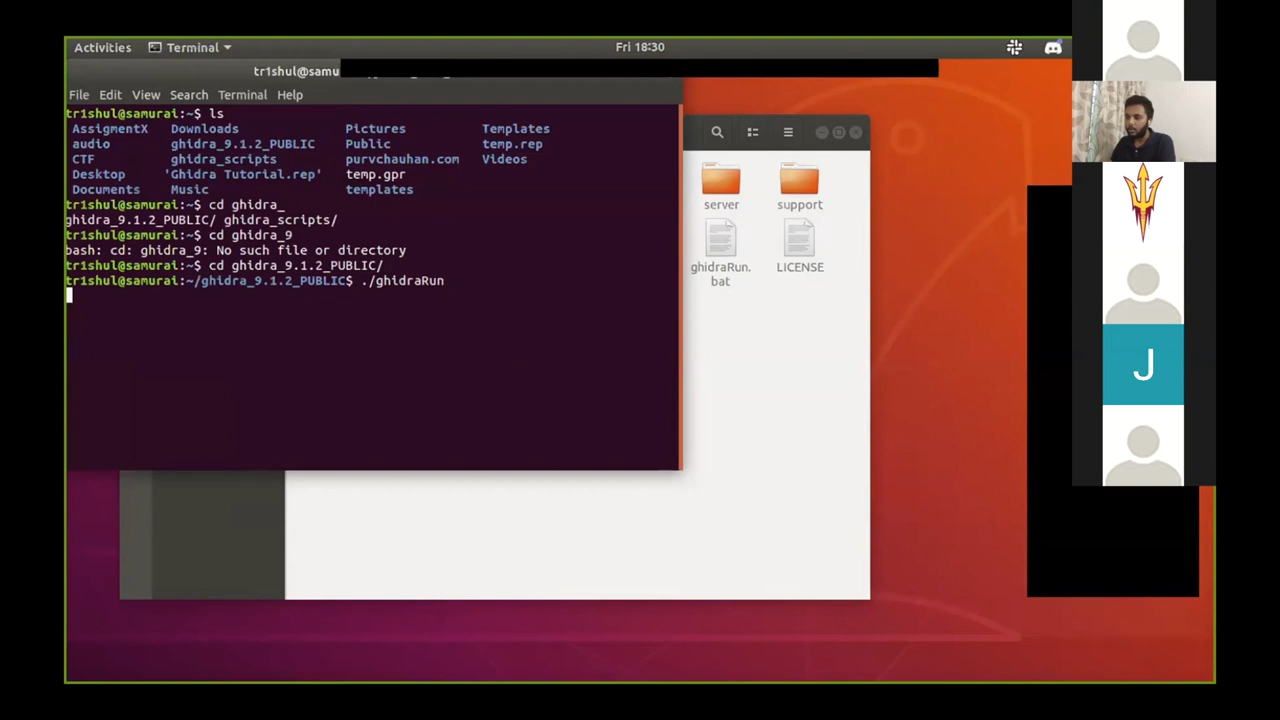 Activities Terminal Fri 18:30
tr1shul@samu
File Edit View Search Terminal Help
tr1shul@samurai:~$ ls
AssigmentX Downloads Pictures Templates
audio ghidra_9.1.2_PUBLIC Public temp.rep
CTF ghidra_scripts purvchauhan.com Videos
Desktop 'Ghidra Tutorial.rep' temp.gpr
Documents Music templates
tr1shul@samurai:~$ cd ghidra_
ghidra_9.1.2_PUBLIC/ ghidra_scripts/
tr1shul@samurai:~$ cd ghidra_9
bash: cd: ghidra_9: No such file or directory
tr1shul@samurai:~$ cd ghidra_9.1.2_PUBLIC/
tr1shul@samurai:~/ghidra_9.1.2_PUBLIC$ ./ghidraRun
server support
ghidraRun. LICENSE
bat
J